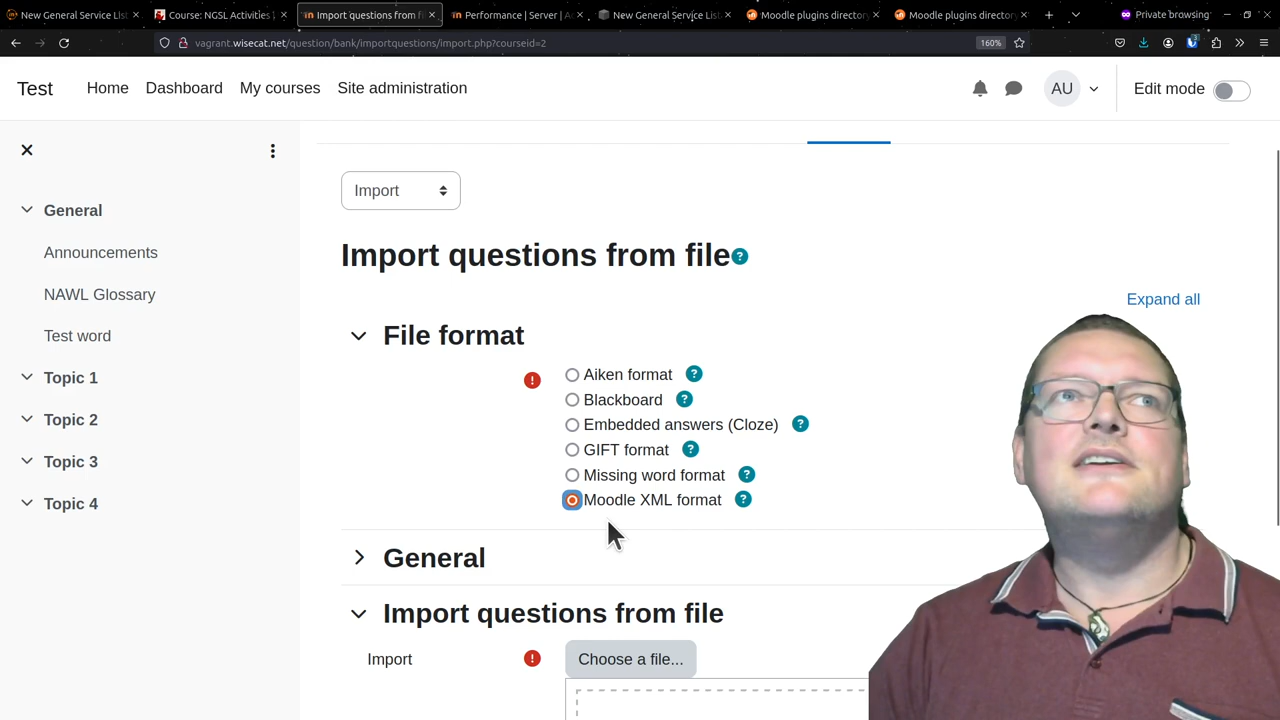 New General Service List
Course: NGSL Activities
Import questions from f
Performance | Server | A
New General Service List
Moodle plugins directory
Moodle plugins directory
Private browsing
vagrant.wisecat.net/question/bank/importquestions/import.php?courseid=2
160%
Test
Home
Dashboard
My courses
Site administration
AU
Edit mode
General
Announcements
NAWL Glossary
Test word
Topic 1
Topic 2
Topic 3
Topic 4
Import
Import questions from file
Expand all
File format
Aiken format
Blackboard
Embedded answers (Cloze)
GIFT format
Missing word format
Moodle XML format
General
Import questions from file
Import
Choose a file...